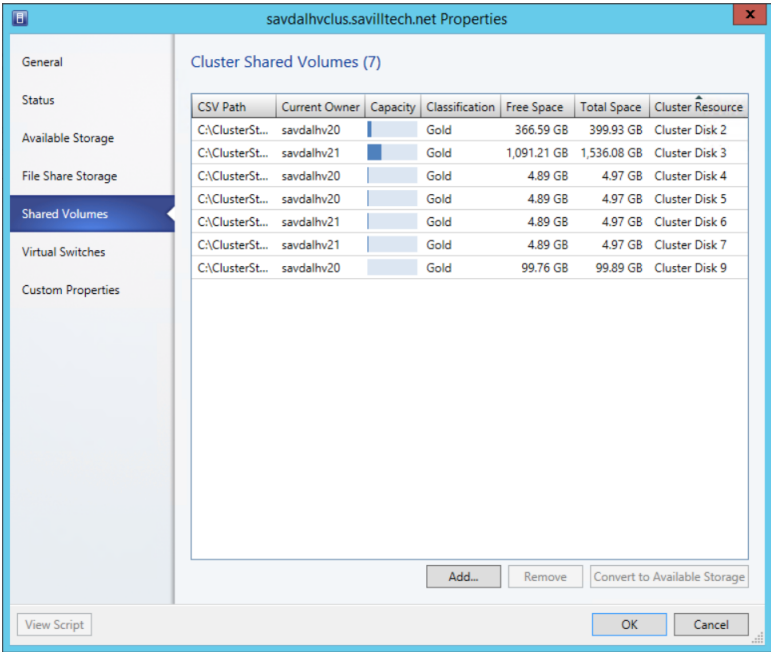 savdalhvclus.savilltech.net Properties
x
General
Status
Available Storage
File Share Storage
Shared Volumes
Virtual Switches
Custom Properties
Cluster Shared Volumes (7)
CSV Path Current Owner Capacity Classification Free Space Total Space Cluster Resource
C:\ClusterSt... savdalhv20 Gold 366.59 GB 399.93 GB Cluster Disk 2
C:\ClusterSt... savdalhv21 Gold 1,091.21 GB 1,536.08 GB Cluster Disk 3
C:\ClusterSt... savdalhv20 Gold 4.89 GB 4.97 GB Cluster Disk 4
C:\ClusterSt... savdalhv20 Gold 4.89 GB 4.97 GB Cluster Disk 5
C:\ClusterSt... savdalhv21 Gold 4.89 GB 4.97 GB Cluster Disk 6
C:\ClusterSt... savdalhv21 Gold 4.89 GB 4.97 GB Cluster Disk 7
C:\ClusterSt... savdalhv20 Gold 99.76 GB 99.89 GB Cluster Disk 9
Add... Remove Convert to Available Storage
View Script OK Cancel